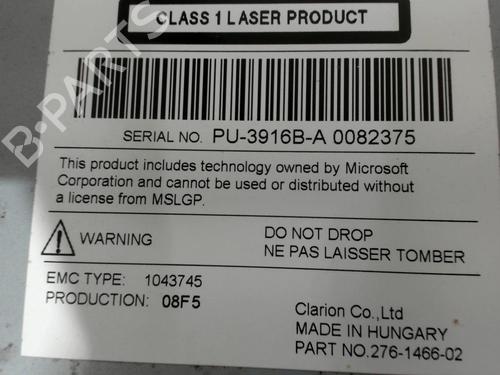 CLASS 1 LASER PRODUCT
B-PARTS
SERIAL NO. PU-3916B-A 0082375
This product includes technology owned by Microsoft
Corporation and cannot be used or distributed without
a license from MSLGP.
WARNING
DO NOT DROP
NE PAS LAISSER TOMBER
EMC TYPE: 1043745
PRODUCTION: 08F5
Clarion Co.,Ltd
MADE IN HUNGARY
PART NO.276-1466-02